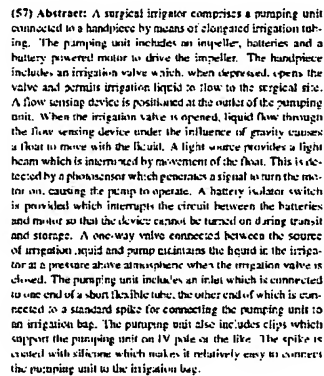 (57) Abstract: A surgical irrigator comprises a pumping unit
connected to a handpiece by means of elongated irrigation tub-
ing. The pumping unit includes an impeller, batteries and a
battery powered motor to drive the impeller. The handpiece
includes an irrigation valve which, when depressed, opens the
valve and permits irrigation liquid to flow to the surgical site.
A flow sensing device is positioned at the outlet of the pumping
unit. When the irrigation valve is opened, liquid flow through
the flow sensing device under the influence of gravity causes
a float to move with the liquid. A light source provides a light
beam which is interrupted by movement of the float. This is de-
tected by a photosensor which generates a signal to turn the mo-
tor on, causing the pump to operate. A battery isolator switch
is provided which interrupts the circuit between the batteries
and motor so that the device cannot be turned on during transit
and storage. A one-way valve connected between the source
of irrigation liquid and pump maintains the liquid in the irriga-
tor at a pressure above atmospheric when the irrigation valve is
closed. The pumping unit includes an inlet which is connected
to one end of a short flexible tube, the other end of which is con-
nected to a standard spike for connecting the pumping unit to
an irrigation bag. The pumping unit also includes clips which
support the pumping unit on IV pole or the like. The spike is
coated with silicone which makes it relatively easy to connect
the pumping unit to the irrigation bag.